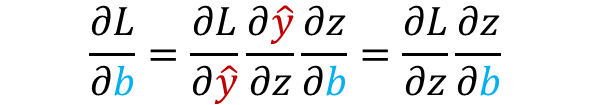 ∂L/∂b = ∂L/∂ŷ ∂ŷ/∂z ∂z/∂b = ∂L/∂z ∂z/∂b